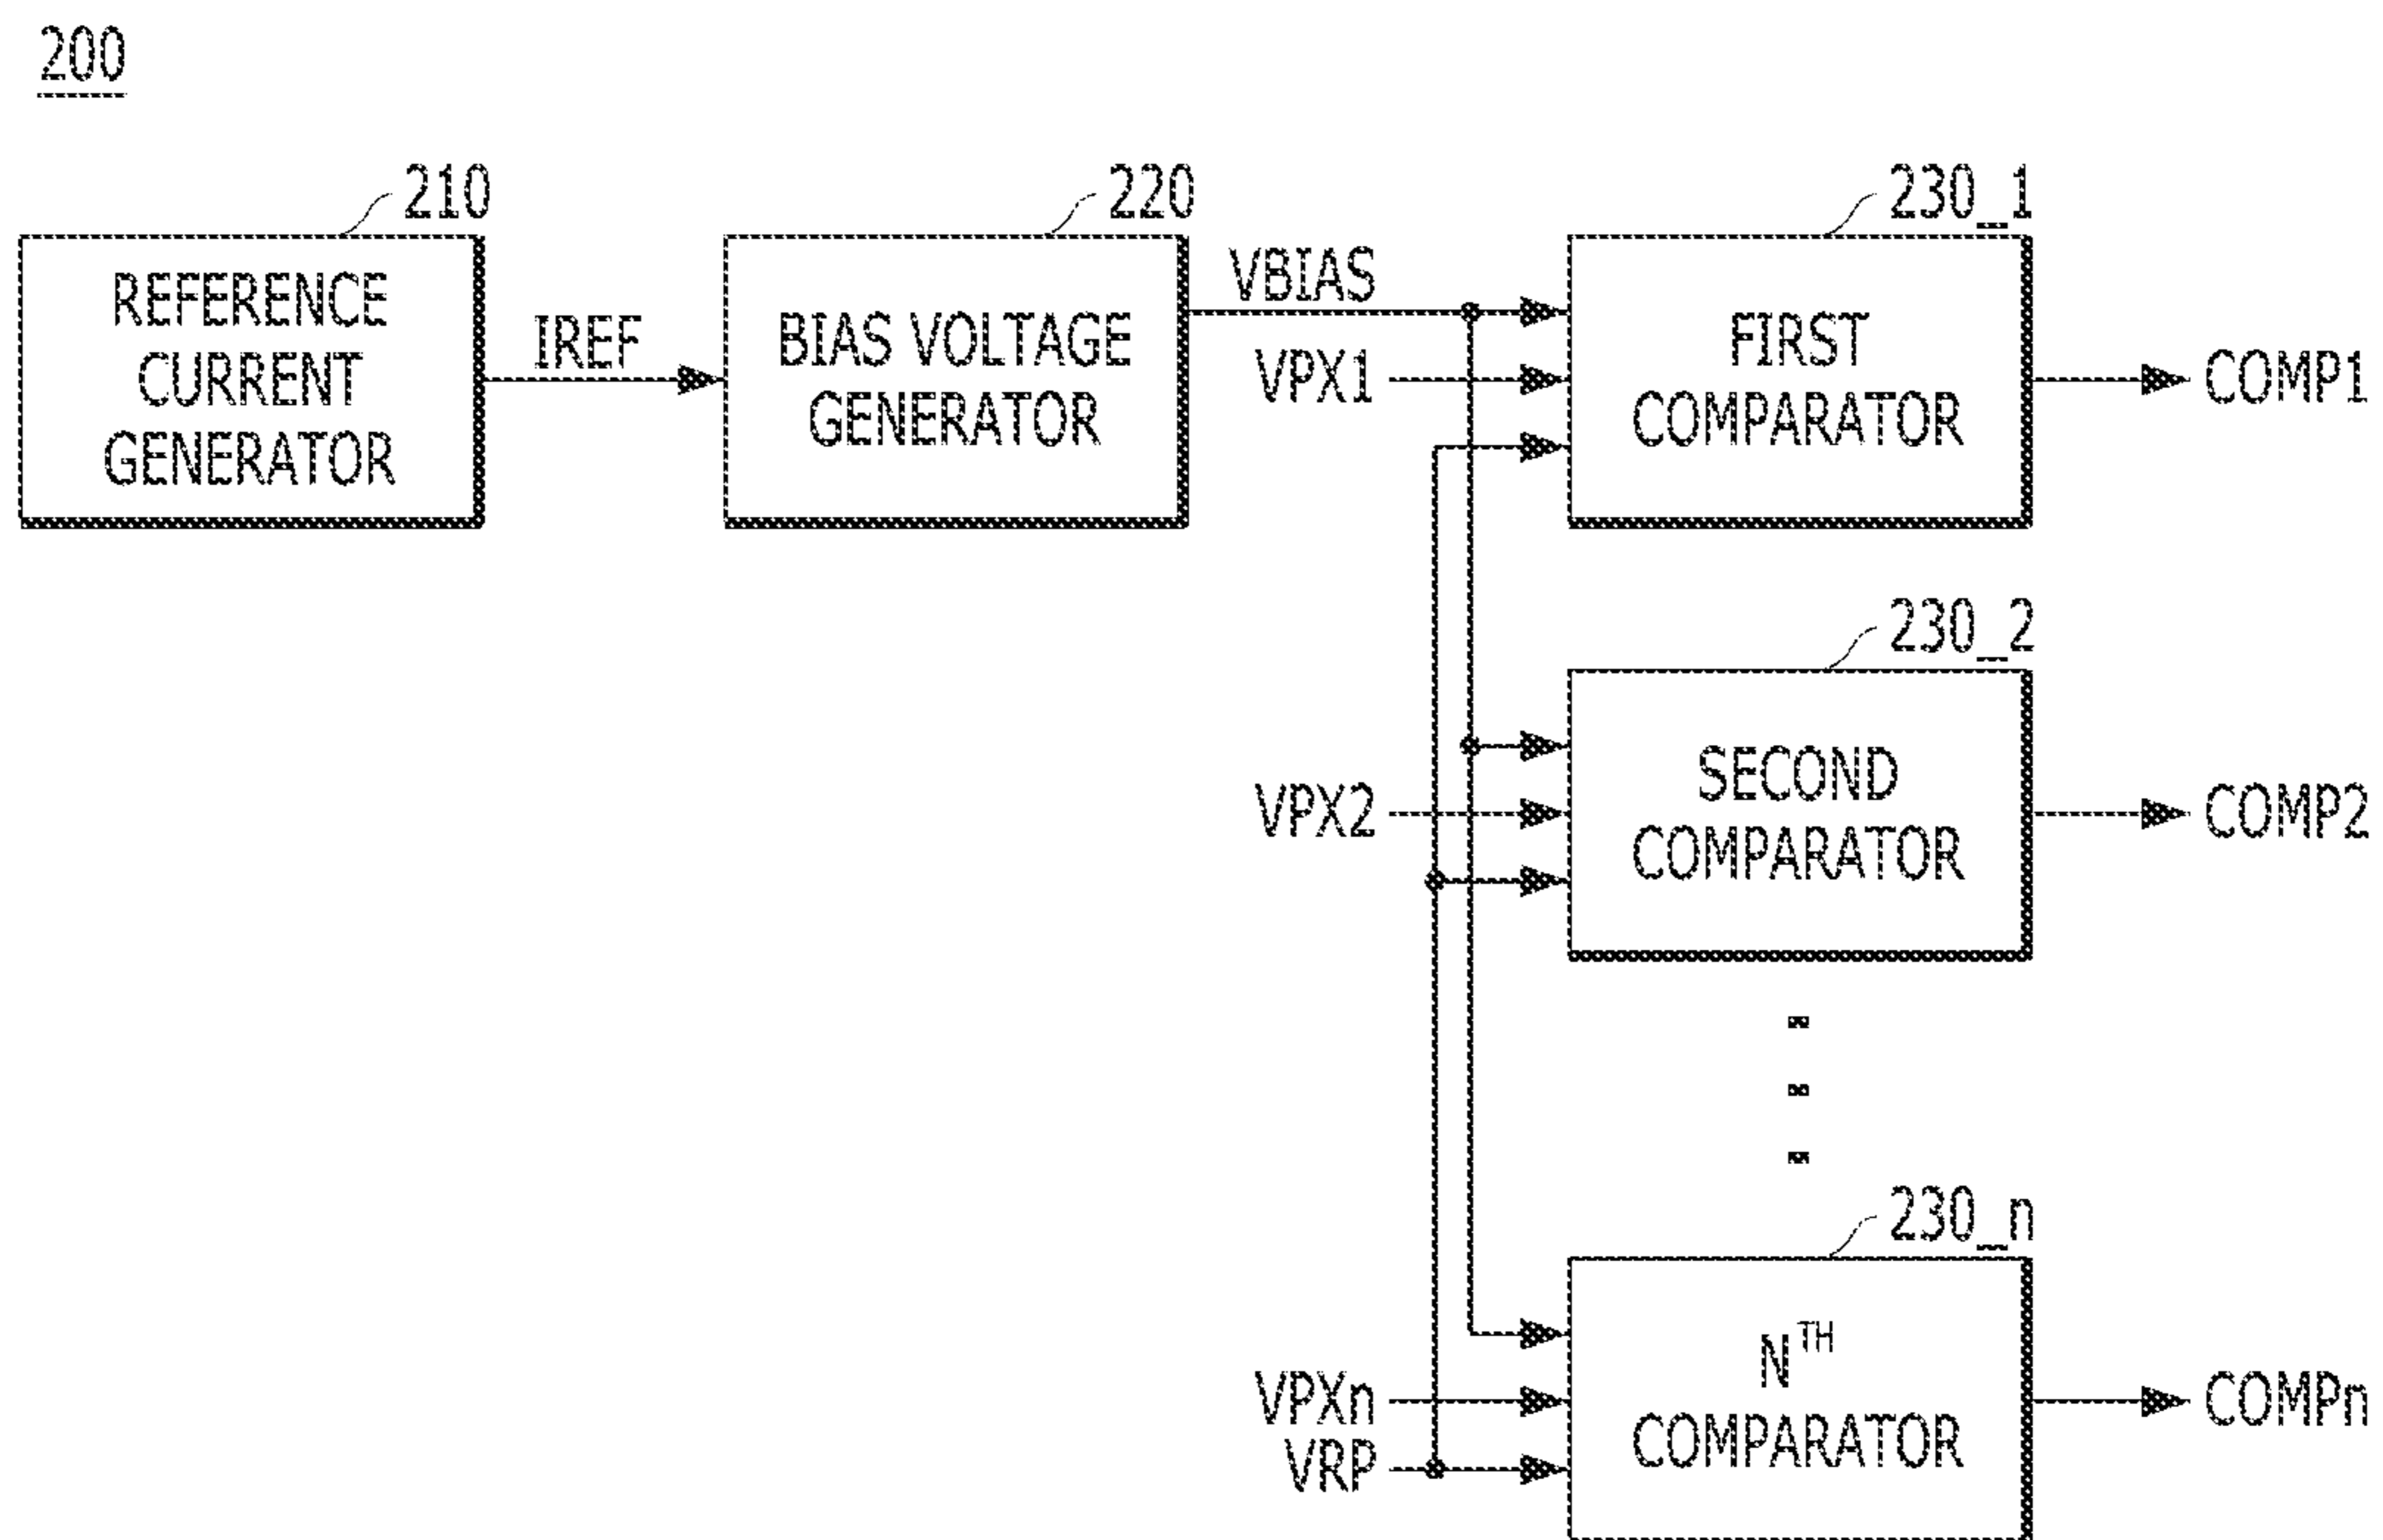 200
210
REFERENCE
CURRENT
GENERATOR
IREF
220
BIAS VOLTAGE
GENERATOR
VBIAS
VPX1
230_1
FIRST
COMPARATOR
COMP1
230_2
VPX2
SECOND
COMPARATOR
COMP2
230_n
VPXn
VRP
NTH
COMPARATOR
COMPn